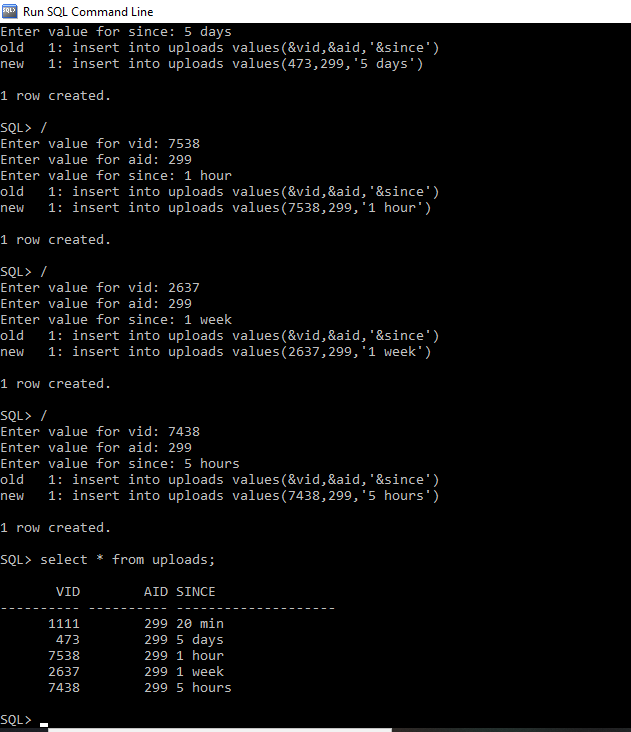 Run SQL Command Line
Enter value for since: 5 days
old   1: insert into uploads values(&vid,&aid,'&since')
new   1: insert into uploads values(473,299,'5 days')
1 row created.
SQL> /
Enter value for vid: 7538
Enter value for aid: 299
Enter value for since: 1 hour
old   1: insert into uploads values(&vid,&aid,'&since')
new   1: insert into uploads values(7538,299,'1 hour')
1 row created.
SQL> /
Enter value for vid: 2637
Enter value for aid: 299
Enter value for since: 1 week
old   1: insert into uploads values(&vid,&aid,'&since')
new   1: insert into uploads values(2637,299,'1 week')
1 row created.
SQL> /
Enter value for vid: 7438
Enter value for aid: 299
Enter value for since: 5 hours
old   1: insert into uploads values(&vid,&aid,'&since')
new   1: insert into uploads values(7438,299,'5 hours')
1 row created.
SQL> select * from uploads;
       VID        AID SINCE
---------- ---------- --------------------
      1111        299 20 min
       473        299 5 days
      7538        299 1 hour
      2637        299 1 week
      7438        299 5 hours
SQL>